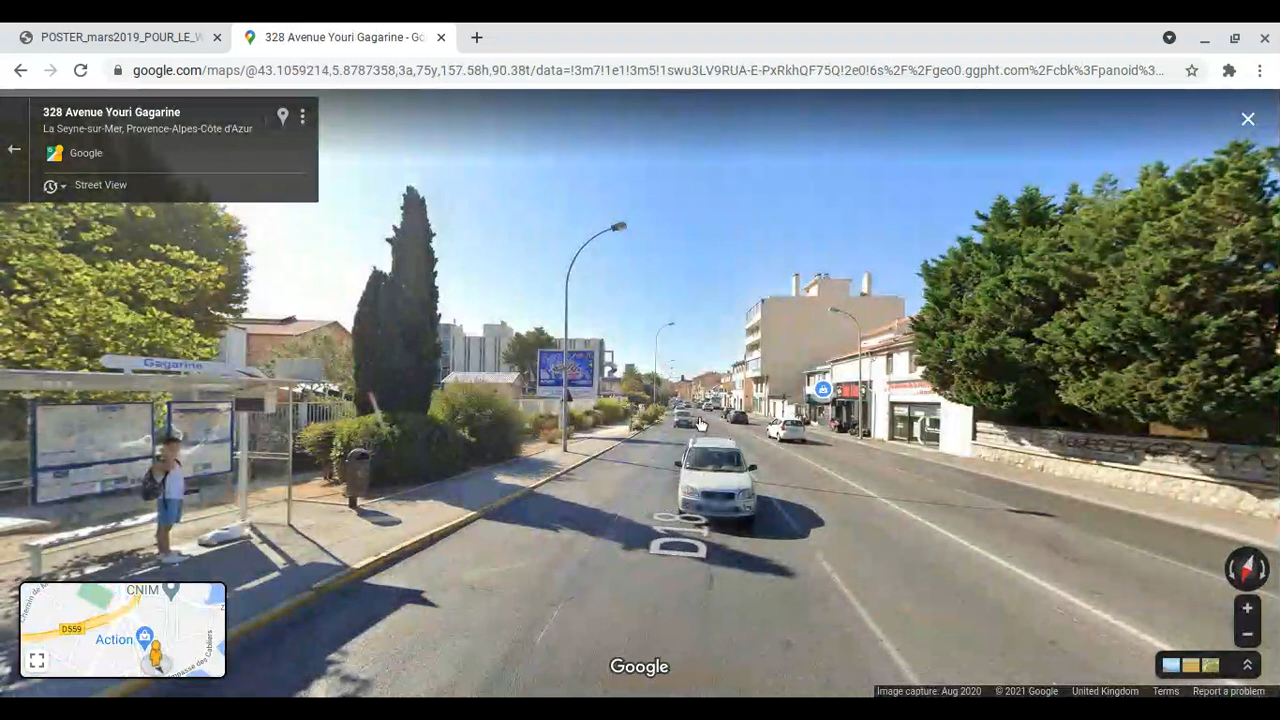 POSTER_mars2019_POUR_LE_W
328 Avenue Youri Gagarine - Go
google.com/maps/@43.1059214,5.8787358,3a,75y,157.58h,90.38t/data=!3m7!1e1!3m5!1swu3LV9RUA-E-PxRkhQF75Q!2e0!6s%2F%2Fgeo0.ggpht.com%2Fcbk%3Fpanoid%3...
328 Avenue Youri Gagarine
La Seyne-sur-Mer, Provence-Alpes-Côte d'Azur
Google
Street View
Gagarine
D18
CNIM
D559
Action
Google
Image capture: Aug 2020 © 2021 Google United Kingdom Terms Report a problem